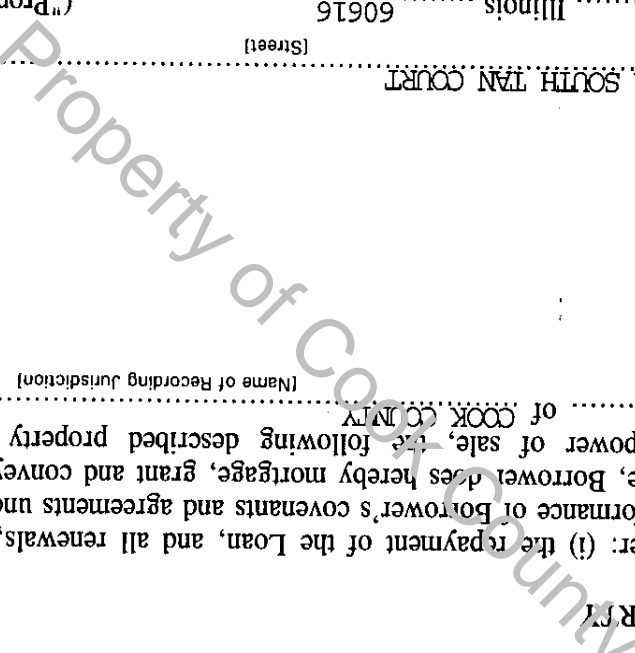 RTY
er: (i) the repayment of the Loan, and all renewals,
ormance of Borrower's covenants and agreements un
e, Borrower does hereby mortgage, grant and convey
power of sale, the following described property
........ of COOK COUNTY ........
[Name of Recording Jurisdiction]
SOUTH TAN COURT
[Street]
Illinois ........ 60616 ("Prop
Property of Cook County